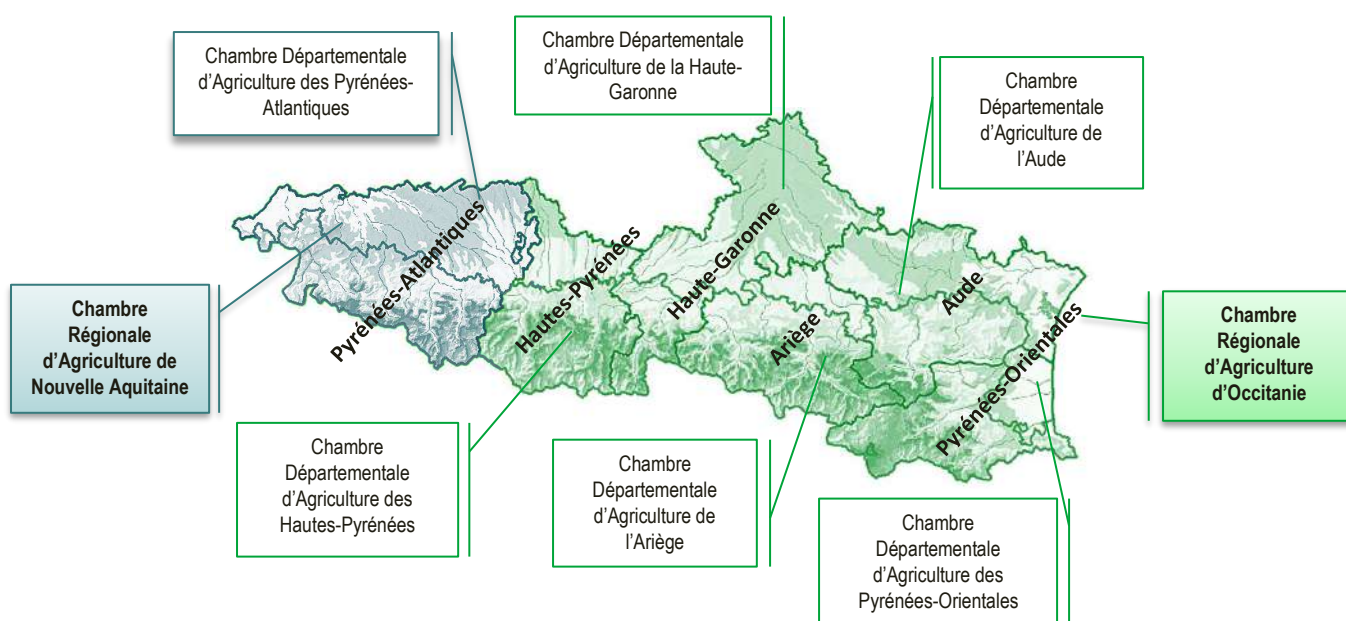 Chambre Départementale
d’Agriculture des Pyrénées-
Atlantiques
Chambre Départementale
d’Agriculture de la Haute-
Garonne
Chambre
Départementale
d’Agriculture de
l’Aude
Pyrénées-Atlantiques
Hautes-Pyrénées
Haute-Garonne
Ariège
Aude
Pyrénées-Orientales
Chambre
Régionale
d’Agriculture de
Nouvelle Aquitaine
Chambre
Régionale
d’Agriculture
d’Occitanie
Chambre
Départementale
d’Agriculture des
Hautes-Pyrénées
Chambre
Départementale
d’Agriculture de
l’Ariège
Chambre
Départementale
d’Agriculture des
Pyrénées-Orientales